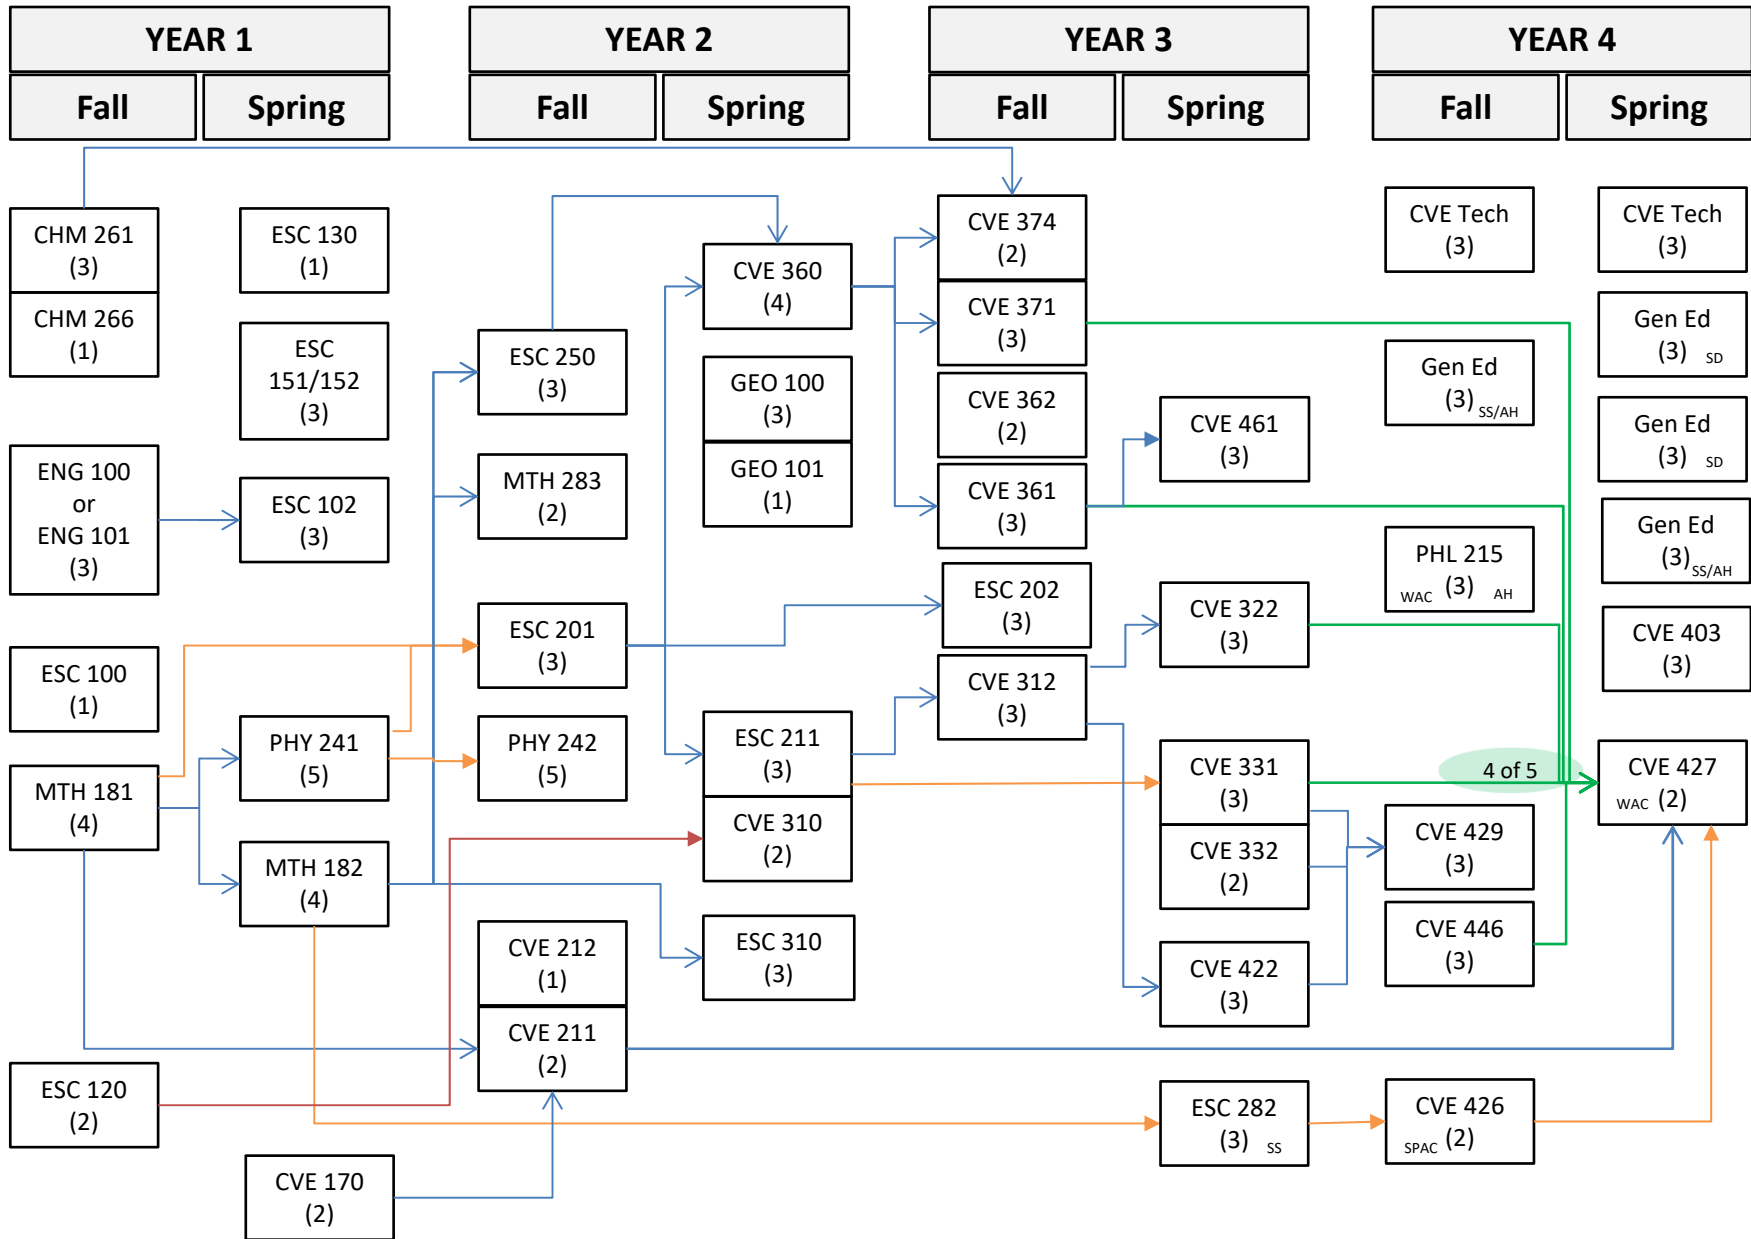 YEAR 1
YEAR 2
YEAR 3
YEAR 4
Fall
Spring
Fall
Spring
Fall
Spring
Fall
Spring
CHM 261
(3)
CHM 266
(1)
ENG 100
or
ENG 101
(3)
ESC 100
(1)
MTH 181
(4)
ESC 120
(2)
ESC 130
(1)
ESC
151/152
(3)
ESC 102
(3)
PHY 241
(5)
MTH 182
(4)
CVE 170
(2)
ESC 250
(3)
MTH 283
(2)
ESC 201
(3)
PHY 242
(5)
CVE 212
(1)
CVE 211
(2)
CVE 360
(4)
GEO 100
(3)
GEO 101
(1)
ESC 211
(3)
CVE 310
(2)
ESC 310
(3)
CVE 374
(2)
CVE 371
(3)
CVE 362
(2)
CVE 361
(3)
ESC 202
(3)
CVE 312
(3)
CVE 461
(3)
CVE 322
(3)
CVE 331
(3)
CVE 332
(2)
CVE 422
(3)
ESC 282
(3) SS
CVE Tech
(3)
Gen Ed
(3) SS/AH
PHL 215
WAC (3) AH
4 of 5
CVE 429
(3)
CVE 446
(3)
CVE 426
SPAC (2)
CVE Tech
(3)
Gen Ed
(3) SD
Gen Ed
(3) SD
Gen Ed
(3) SS/AH
CVE 403
(3)
CVE 427
WAC (2)